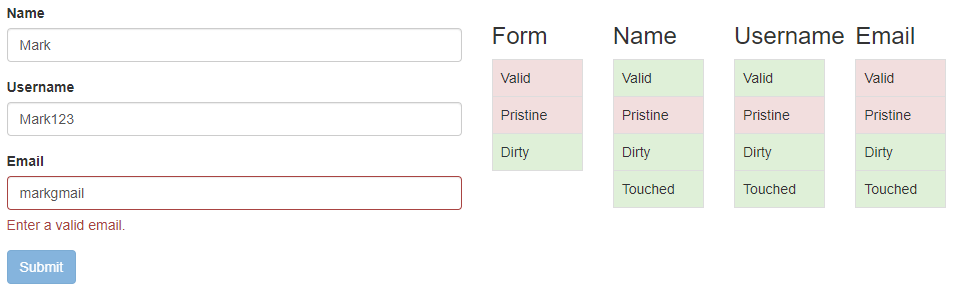 Name
Mark
Username
Mark123
Email
markgmail
Enter a valid email.
Submit
Form
Valid
Pristine
Dirty
Name
Valid
Pristine
Dirty
Touched
Username
Valid
Pristine
Dirty
Touched
Email
Valid
Pristine
Dirty
Touched